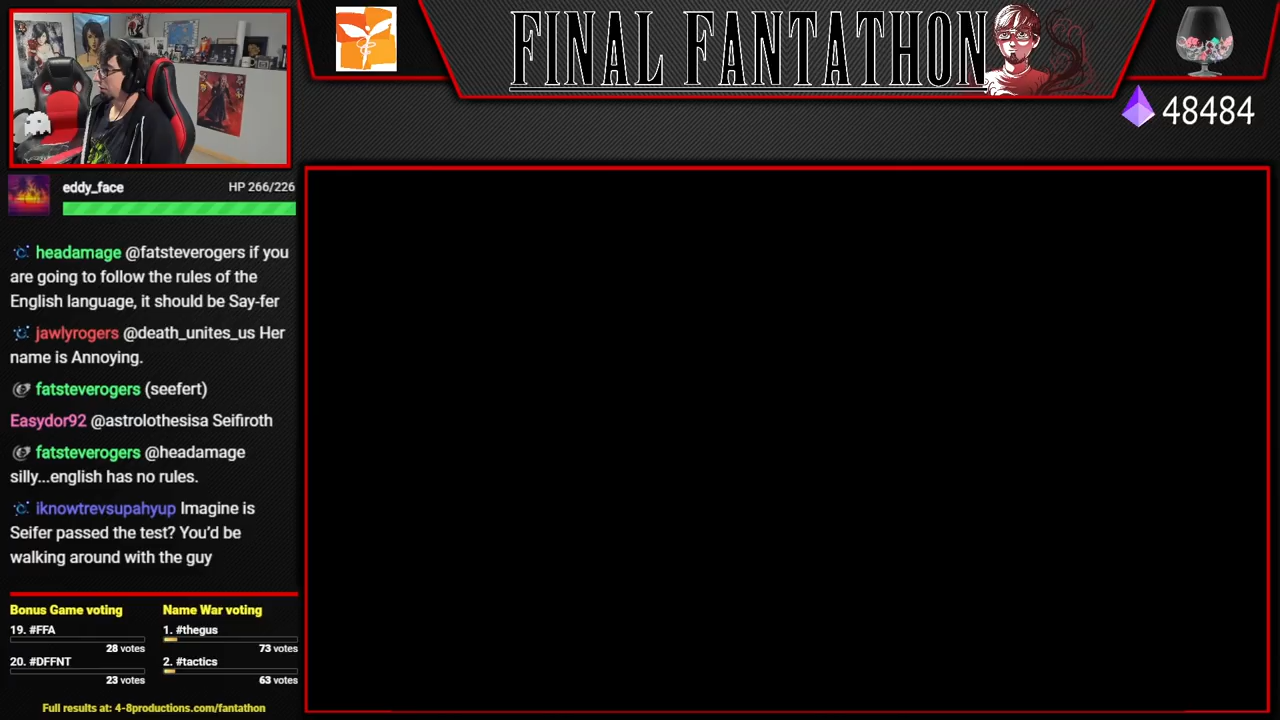 FINAL FANTATHON
48484
eddy_face
HP 266/226
headamage @fatsteverogers if you
are going to follow the rules of the
English language, it should be Say-fer
jawlyrogers @death_unites_us Her
name is Annoying.
fatsteverogers (seefert)
Easydor92 @astrolothesisa Seifiroth
fatsteverogers @headamage
silly...english has no rules.
iknowtrevsupahyup Imagine is
Seifer passed the test? You'd be
walking around with the guy
Bonus Game voting
19. #FFA
28 votes
20. #DFFNT
23 votes
Name War voting
1. #thegus
73 votes
2. #tactics
63 votes
Full results at: 4-8productions.com/fantathon